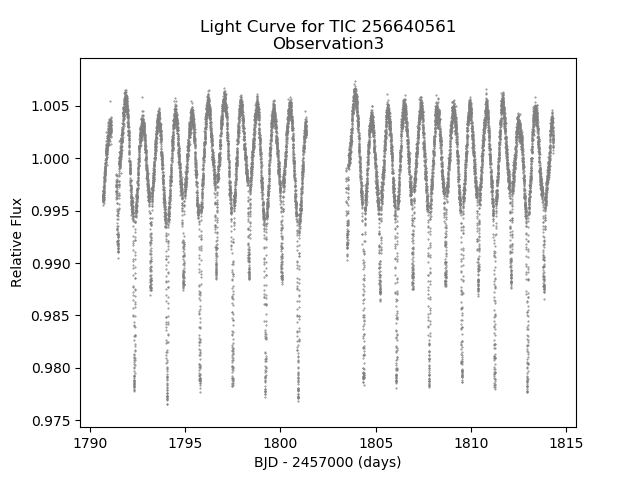 Light Curve for TIC 256640561
Observation3
1.005
1.000
0.995
0.990
0.985
0.980
0.975
Relative Flux
1790 1795 1800 1805 1810 1815
BJD - 2457000 (days)